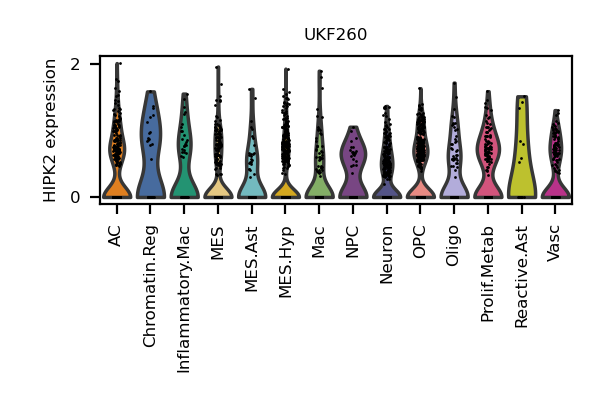 UKF260
HIPK2 expression
2
0
AC
Chromatin.Reg
Inflammatory.Mac
MES
MES.Ast
MES.Hyp
Mac
NPC
Neuron
OPC
Oligo
Prolif.Metab
Reactive.Ast
Vasc